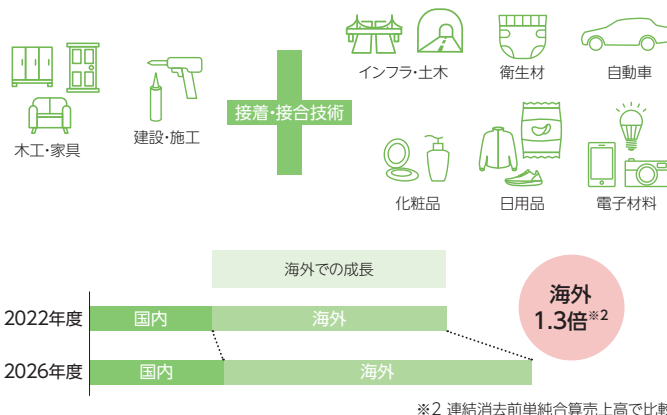 木工・家具
建設・施工
接着・接合技術
インフラ・土木
衛生材
自動車
化粧品
日用品
電子材料
海外での成長
2022年度
国内
海外
2026年度
国内
海外
海外
1.3倍※2
※2 連結消去前単純合算売上高で比較